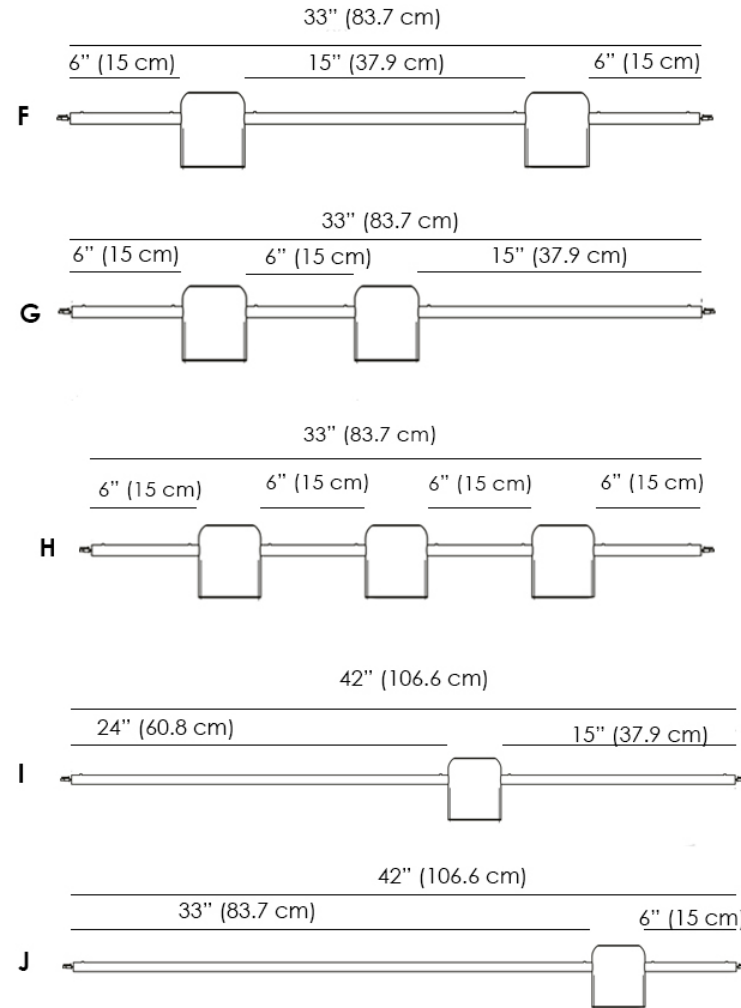 33” (83.7 cm)
6” (15 cm) 15” (37.9 cm) 6” (15 cm)
F
33” (83.7 cm)
6” (15 cm) 6” (15 cm) 15” (37.9 cm)
G
33” (83.7 cm)
6” (15 cm) 6” (15 cm) 6” (15 cm) 6” (15 cm)
H
42” (106.6 cm)
24” (60.8 cm) 15” (37.9 cm)
I
42” (106.6 cm)
33” (83.7 cm) 6” (15 cm)
J